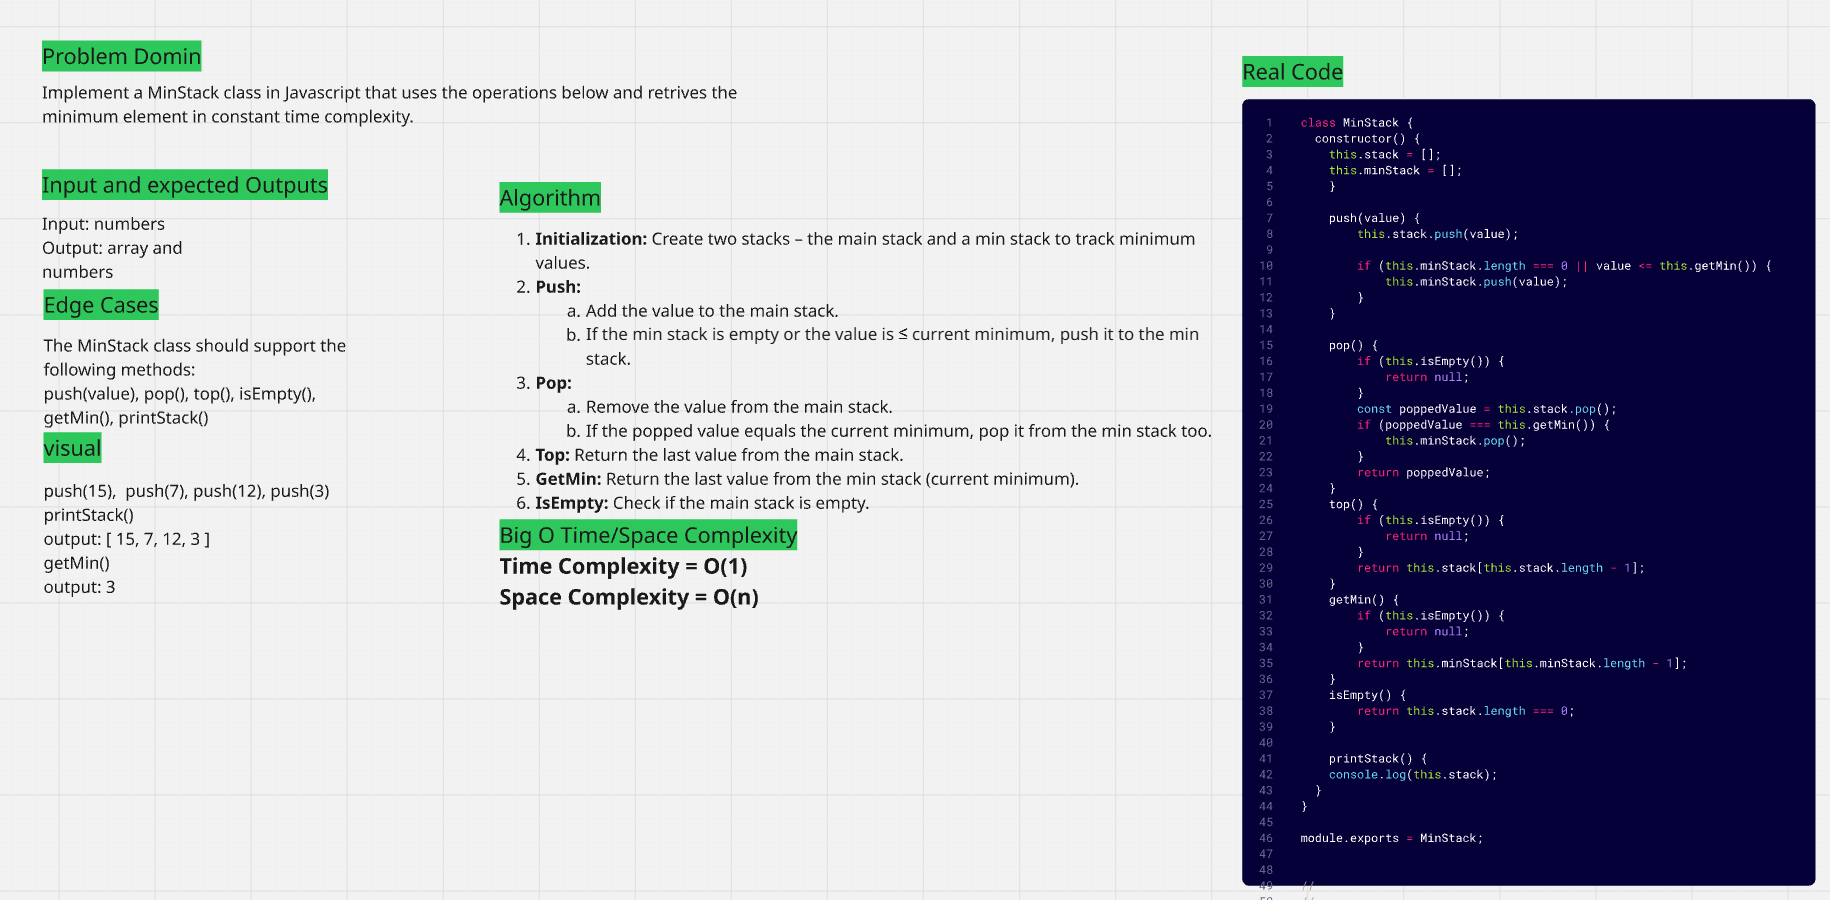 Problem Domin
Implement a MinStack class in Javascript that uses the operations below and retrives the
minimum element in constant time complexity.
Input and expected Outputs
Input: numbers
Output: array and
numbers
Edge Cases
The MinStack class should support the
following methods:
push(value), pop(), top(), isEmpty(),
getMin(), printStack()
visual
push(15),  push(7), push(12), push(3)
printStack()
output: [ 15, 7, 12, 3 ]
getMin()
output: 3
Algorithm
1. Initialization: Create two stacks – the main stack and a min stack to track minimum
values.
2. Push:
a. Add the value to the main stack.
b. If the min stack is empty or the value is ≤ current minimum, push it to the min
stack.
3. Pop:
a. Remove the value from the main stack.
b. If the popped value equals the current minimum, pop it from the min stack too.
4. Top: Return the last value from the main stack.
5. GetMin: Return the last value from the min stack (current minimum).
6. IsEmpty: Check if the main stack is empty.
Big O Time/Space Complexity
Time Complexity = O(1)
Space Complexity = O(n)
Real Code
1 class MinStack {
2 constructor() {
3 this.stack = [];
4 this.minStack = [];
5 }
6
7 push(value) {
8 this.stack.push(value);
9
10 if (this.minStack.length === 0 || value <= this.getMin()) {
11 this.minStack.push(value);
12 }
13 }
14
15 pop() {
16 if (this.isEmpty()) {
17 return null;
18 }
19 const poppedValue = this.stack.pop();
20 if (poppedValue === this.getMin()) {
21 this.minStack.pop();
22 }
23 return poppedValue;
24 }
25 top() {
26 if (this.isEmpty()) {
27 return null;
28 }
29 return this.stack[this.stack.length - 1];
30 }
31 getMin() {
32 if (this.isEmpty()) {
33 return null;
34 }
35 return this.minStack[this.minStack.length - 1];
36 }
37 isEmpty() {
38 return this.stack.length === 0;
39 }
40
41 printStack() {
42 console.log(this.stack);
43 }
44 }
45
46 module.exports = MinStack;
47
48
49 //